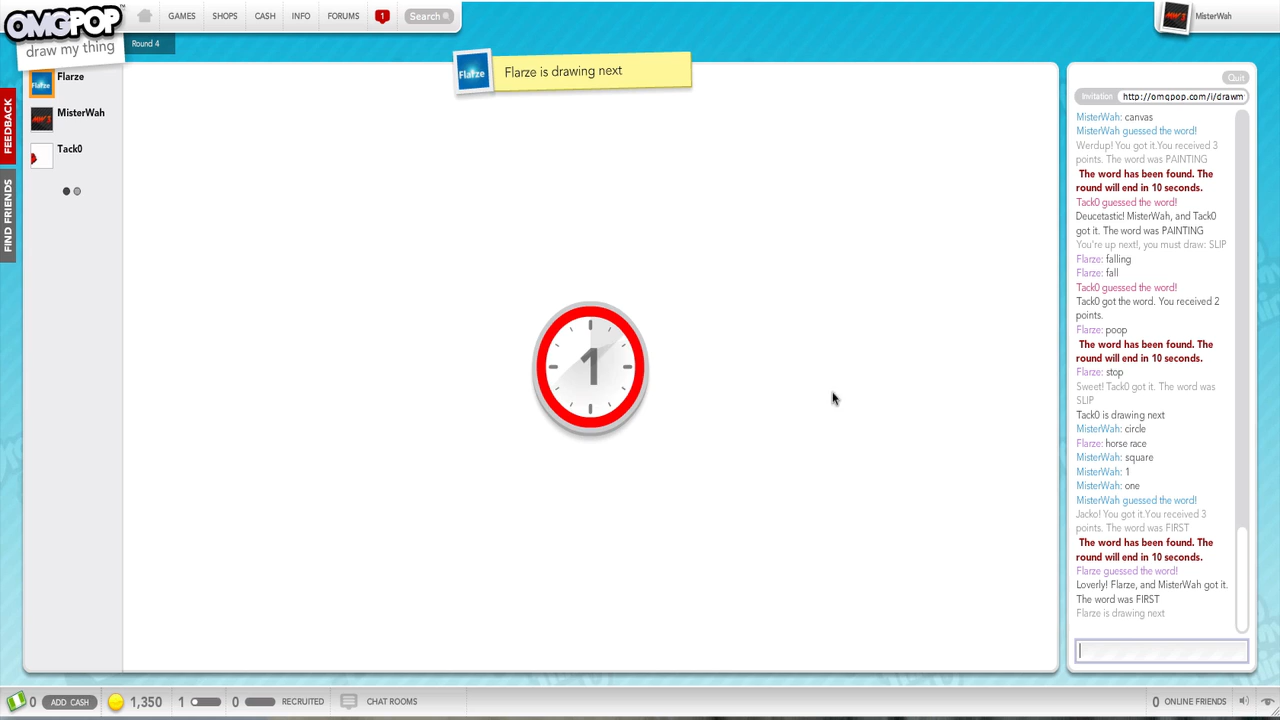 OMGPOP
draw my thing
GAMES
SHOPS
CASH
INFO
FORUMS
1
Search
MisterWah
Round 4
FEEDBACK
FIND FRIENDS
Flarze
Flarze
MisterWah
Tack0
Flarze
Flarze is drawing next
1
Quit
Invitation
http://omgpop.com/i/drawm
MisterWah: canvas
MisterWah guessed the word!
Werdup! You got it.You received 3
points. The word was PAINTING
The word has been found. The
round will end in 10 seconds.
Tack0 guessed the word!
Deucetastic! MisterWah, and Tack0
got it. The word was PAINTING
You're up next!, you must draw: SLIP
Flarze: falling
Flarze: fall
Tack0 guessed the word!
Tack0 got the word. You received 2
points.
Flarze: poop
The word has been found. The
round will end in 10 seconds.
Flarze: stop
Sweet! Tack0 got it. The word was
SLIP
Tack0 is drawing next
MisterWah: circle
Flarze: horse race
MisterWah: square
MisterWah: 1
MisterWah: one
MisterWah guessed the word!
Jacko! You got it.You received 3
points. The word was FIRST
The word has been found. The
round will end in 10 seconds.
Flarze guessed the word!
Loverly! Flarze, and MisterWah got it.
The word was FIRST
Flarze is drawing next
0
ADD CASH
1,350
1
0
RECRUITED
CHAT ROOMS
0 ONLINE FRIENDS